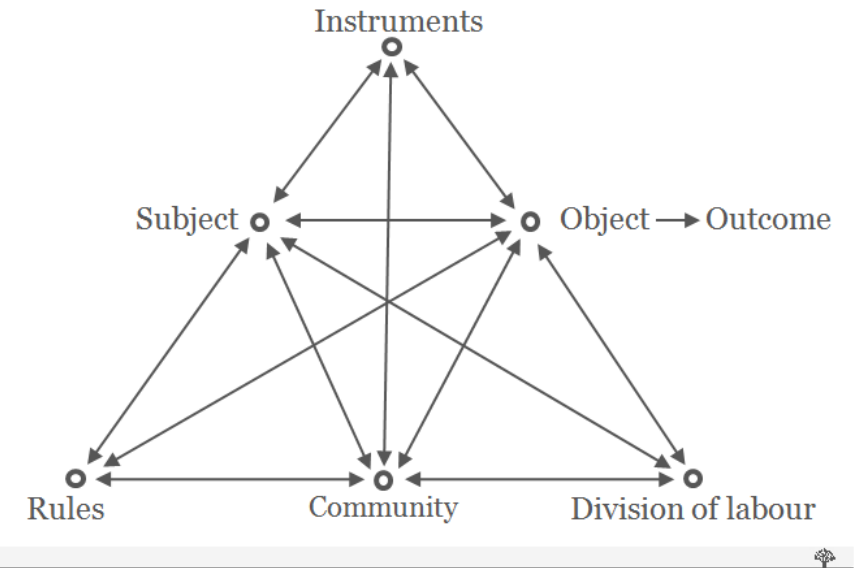 Instruments
Subject
Object
Outcome
Rules
Community
Division of labour